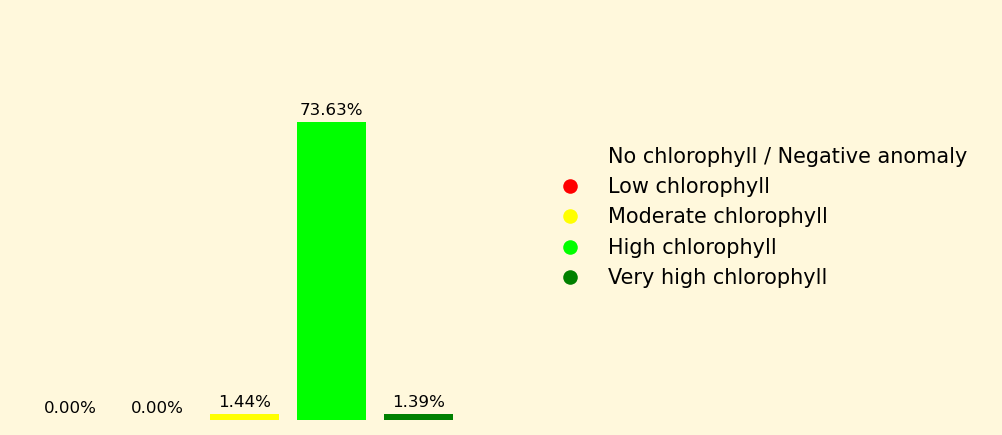 73.63%
0.00%
0.00%
1.44%
1.39%
No chlorophyll / Negative anomaly
Low chlorophyll
Moderate chlorophyll
High chlorophyll
Very high chlorophyll